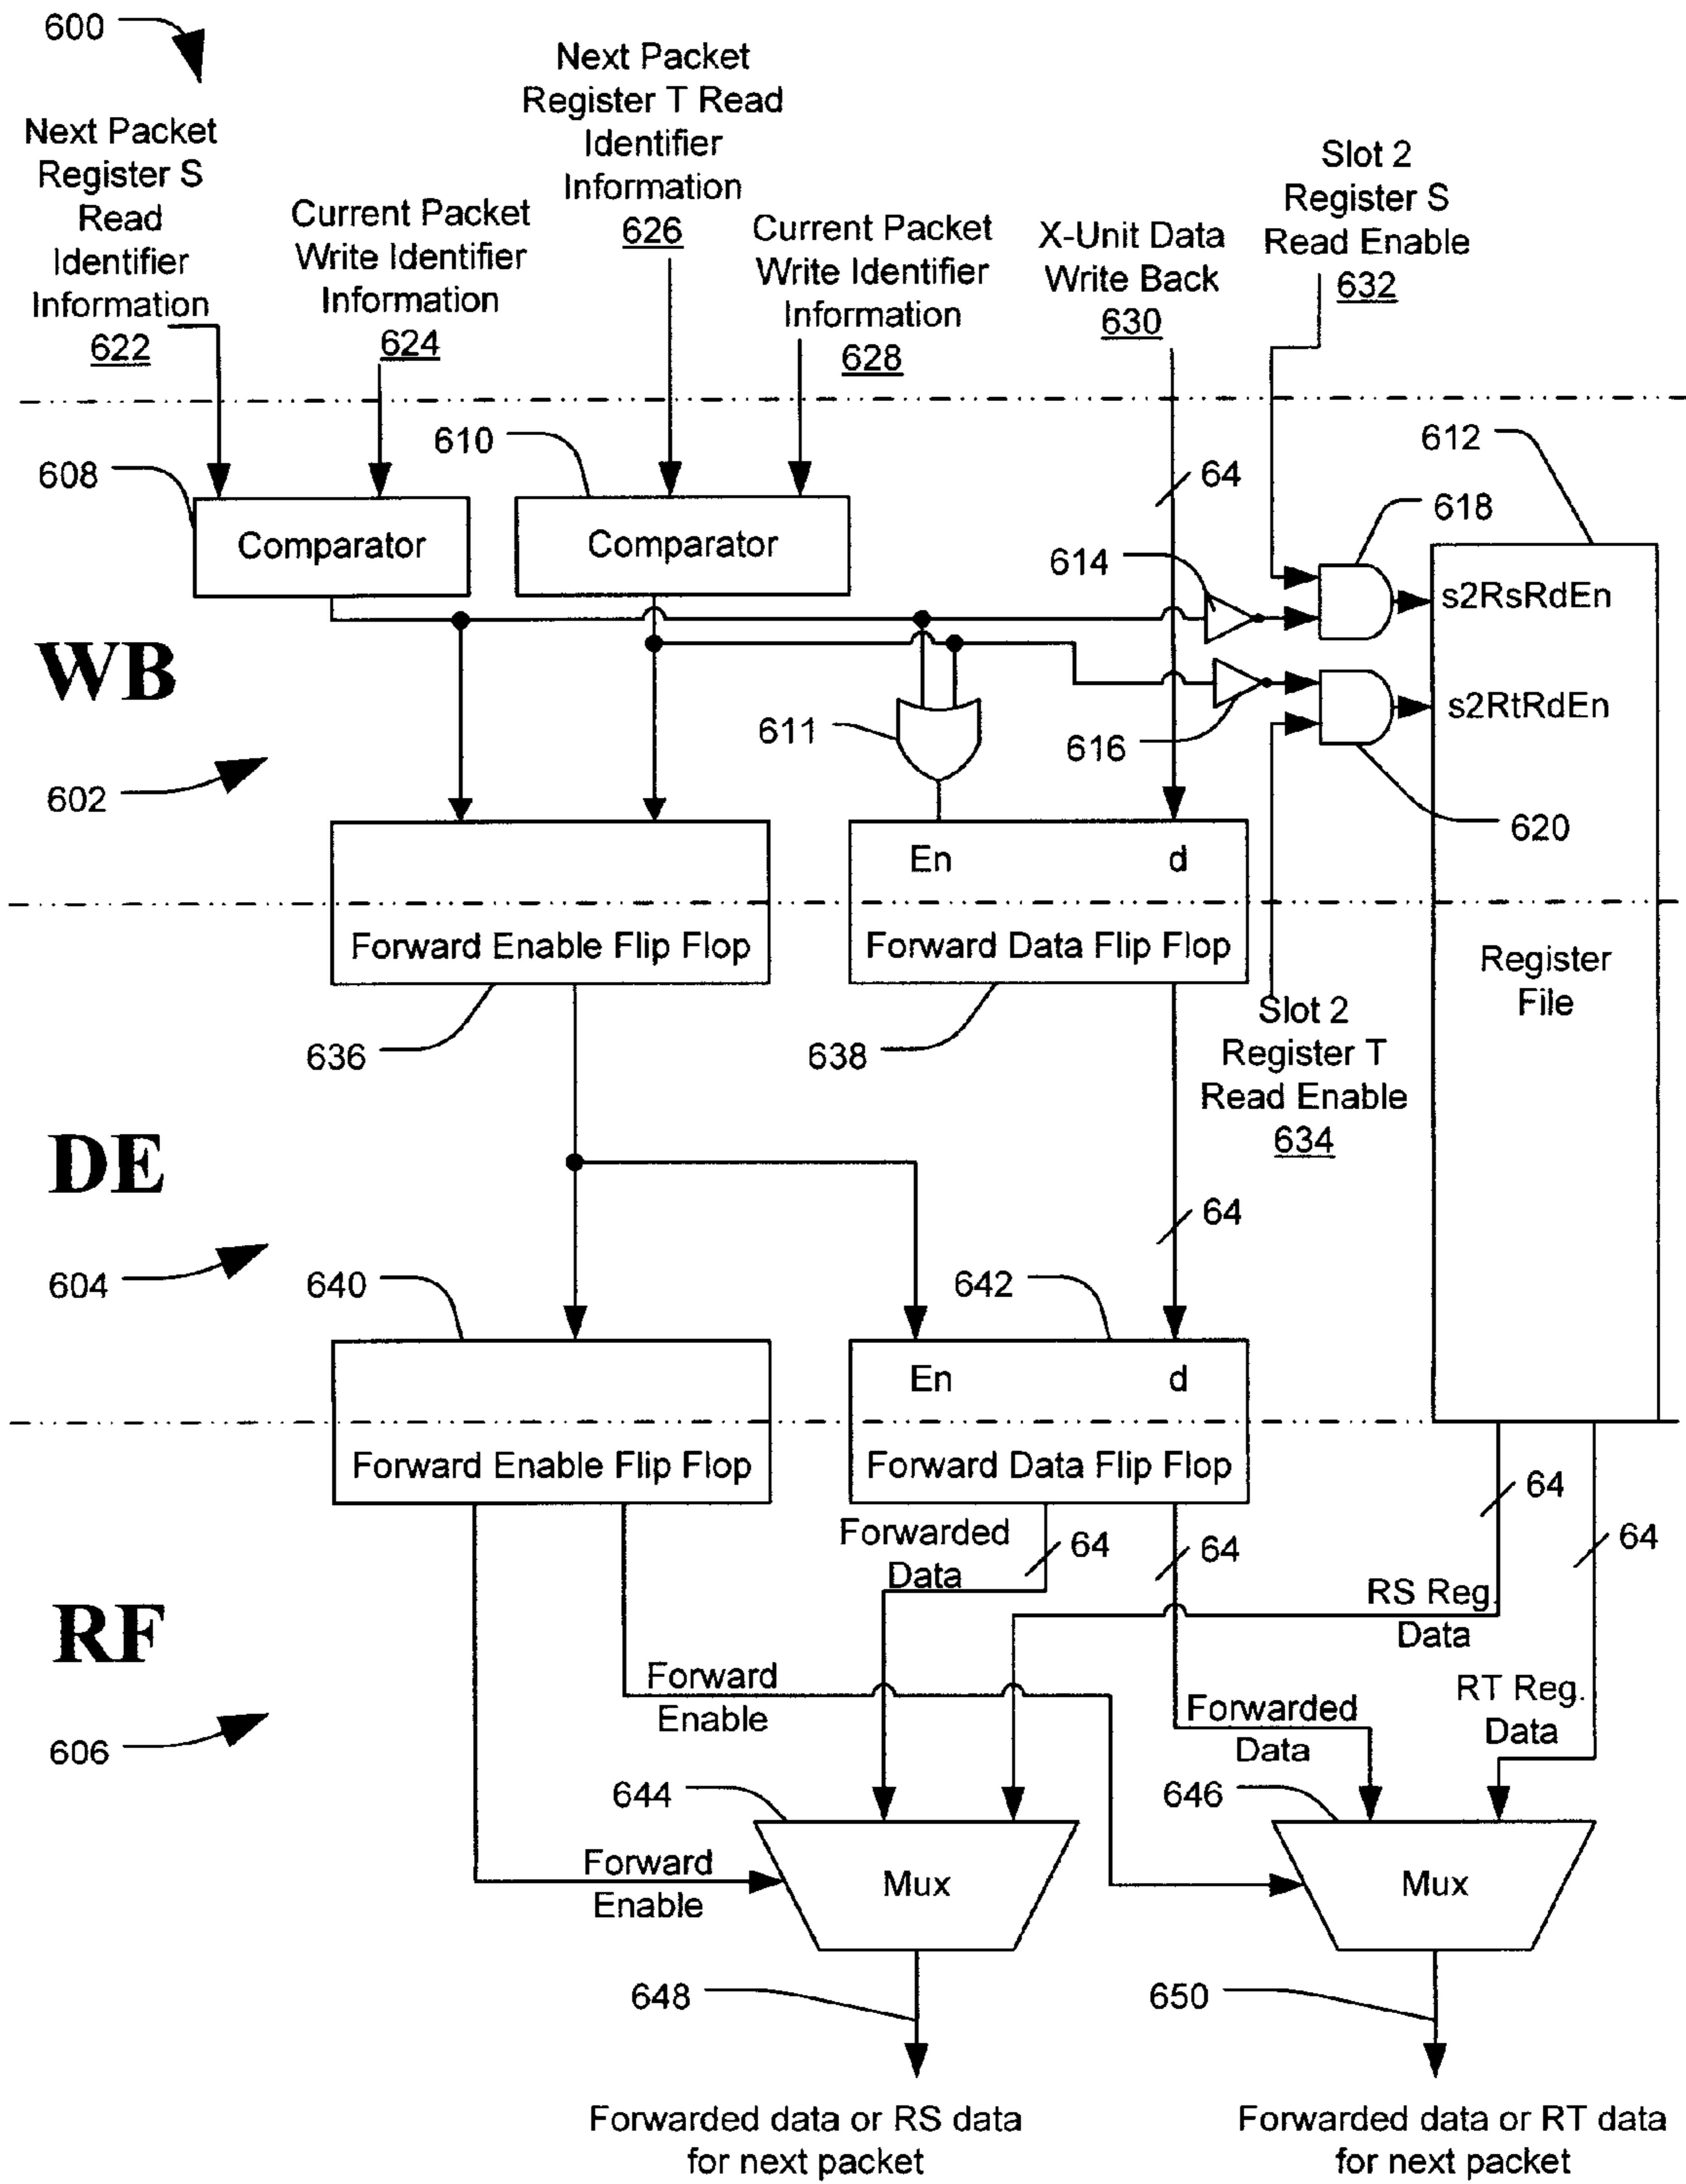 600
Next Packet
Register S
Read
Identifier
Information
622
Current Packet
Write Identifier
Information
624
Next Packet
Register T Read
Identifier
Information
626
Current Packet
Write Identifier
Information
628
X-Unit Data
Write Back
630
Slot 2
Register S
Read Enable
632
608
610
612
64
618
614
Comparator
Comparator
s2RsRdEn
WB
s2RtRdEn
611
616
602
620
En
d
Forward Enable Flip Flop
Forward Data Flip Flop
Register
File
636
638
Slot 2
Register T
Read Enable
634
DE
64
604
640
642
En
d
Forward Enable Flip Flop
Forward Data Flip Flop
64
Forwarded
Data
64
64
64
RS Reg.
Data
RF
Forward
Enable
Forwarded
Data
RT Reg.
Data
606
644
646
Forward
Enable
Mux
Mux
648
650
Forwarded data or RS data
for next packet
Forwarded data or RT data
for next packet